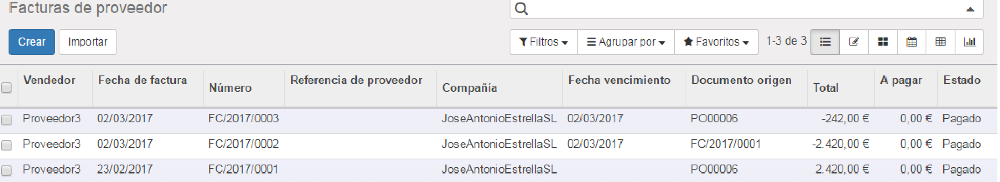 Facturas de proveedor
Crear Importar Filtros Agrupar por Favoritos 1-3 de 3
Vendedor Fecha de factura Número Referencia de proveedor Compañía Fecha vencimiento Documento origen Total A pagar Estado
Proveedor3 02/03/2017 FC/2017/0003 JoseAntonioEstrellaSL 02/03/2017 PO00006 -242,00 € 0,00 € Pagado
Proveedor3 02/03/2017 FC/2017/0002 JoseAntonioEstrellaSL 02/03/2017 FC/2017/0001 -2.420,00 € 0,00 € Pagado
Proveedor3 23/02/2017 FC/2017/0001 JoseAntonioEstrellaSL PO00006 2.420,00 € 0,00 € Pagado